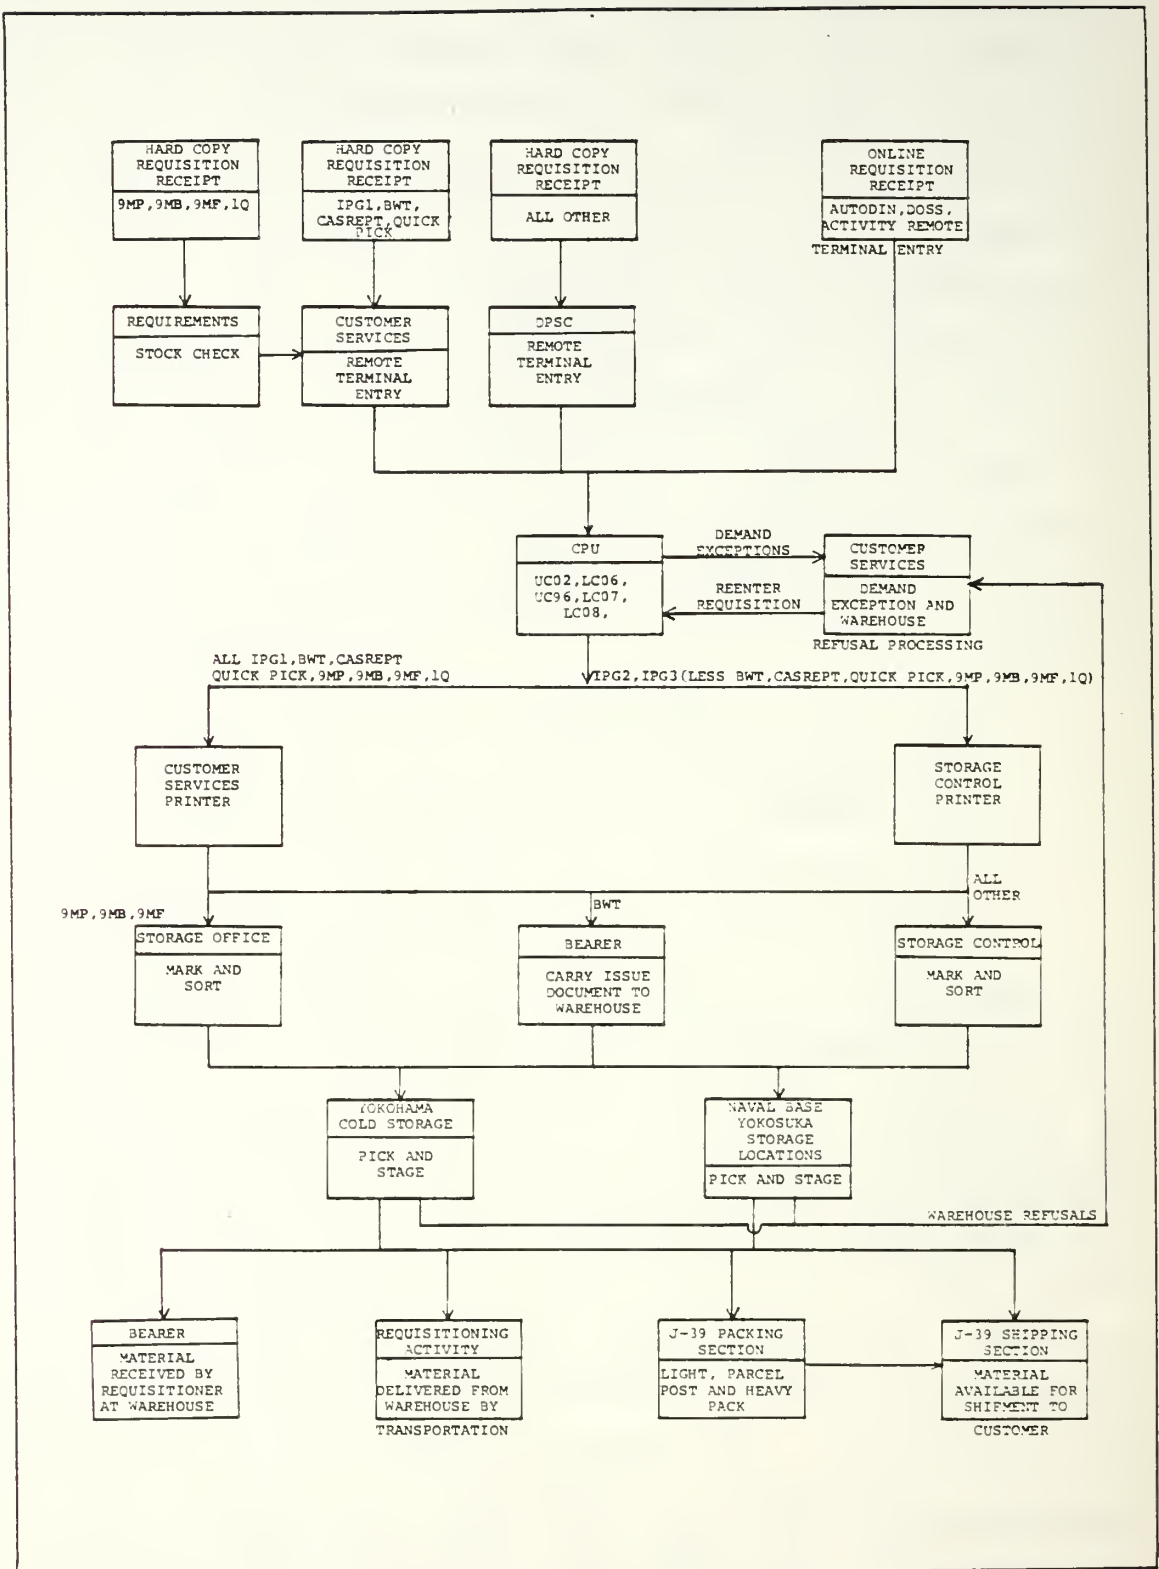 HARD COPY
REQUISITION
RECEIPT
9MP,9MB,9MF,1Q
HARD COPY
REQUISITION
RECEIPT
IPG1,BWT,
CASREPT,QUICK
PICK
HARD COPY
REQUISITION
RECEIPT
ALL OTHER
ONLINE
REQUISITION
RECEIPT
AUTODIN,DOSS,
ACTIVITY REMOTE
TERMINAL ENTRY
REQUIREMENTS
STOCK CHECK
CUSTOMER
SERVICES
REMOTE
TERMINAL
ENTRY
DPSC
REMOTE
TERMINAL
ENTRY
CPU
UC02,LC06,
UC96,LC07,
LC08,
DEMAND
EXCEPTIONS
REENTER
REQUISITION
CUSTOMER
SERVICES
DEMAND
EXCEPTION AND
WAREHOUSE
REFUSAL PROCESSING
ALL IPG1,BWT,CASREPT
QUICK PICK,9MP,9MB,9MF,1Q
IPG2,IPG3(LESS BWT,CASREPT,QUICK PICK,9MP,9MB,9MF,1Q)
CUSTOMER
SERVICES
PRINTER
STORAGE
CONTROL
PRINTER
9MP,9MB,9MF
BWT
ALL
OTHER
STORAGE OFFICE
MARK AND
SORT
BEARER
CARRY ISSUE
DOCUMENT TO
WAREHOUSE
STORAGE CONTROL
MARK AND
SORT
YOKOHAMA
COLD STORAGE
PICK AND
STAGE
NAVAL BASE
YOKOSUKA
STORAGE
LOCATIONS
PICK AND STAGE
WAREHOUSE REFUSALS
BEARER
MATERIAL
RECEIVED BY
REQUISITIONER
AT WAREHOUSE
REQUISITIONING
ACTIVITY
MATERIAL
DELIVERED FROM
WAREHOUSE BY
TRANSPORTATION
J-39 PACKING
SECTION
LIGHT, PARCEL
POST AND HEAVY
PACK
J-39 SHIPPING
SECTION
MATERIAL
AVAILABLE FOR
SHIPMENT TO
CUSTOMER